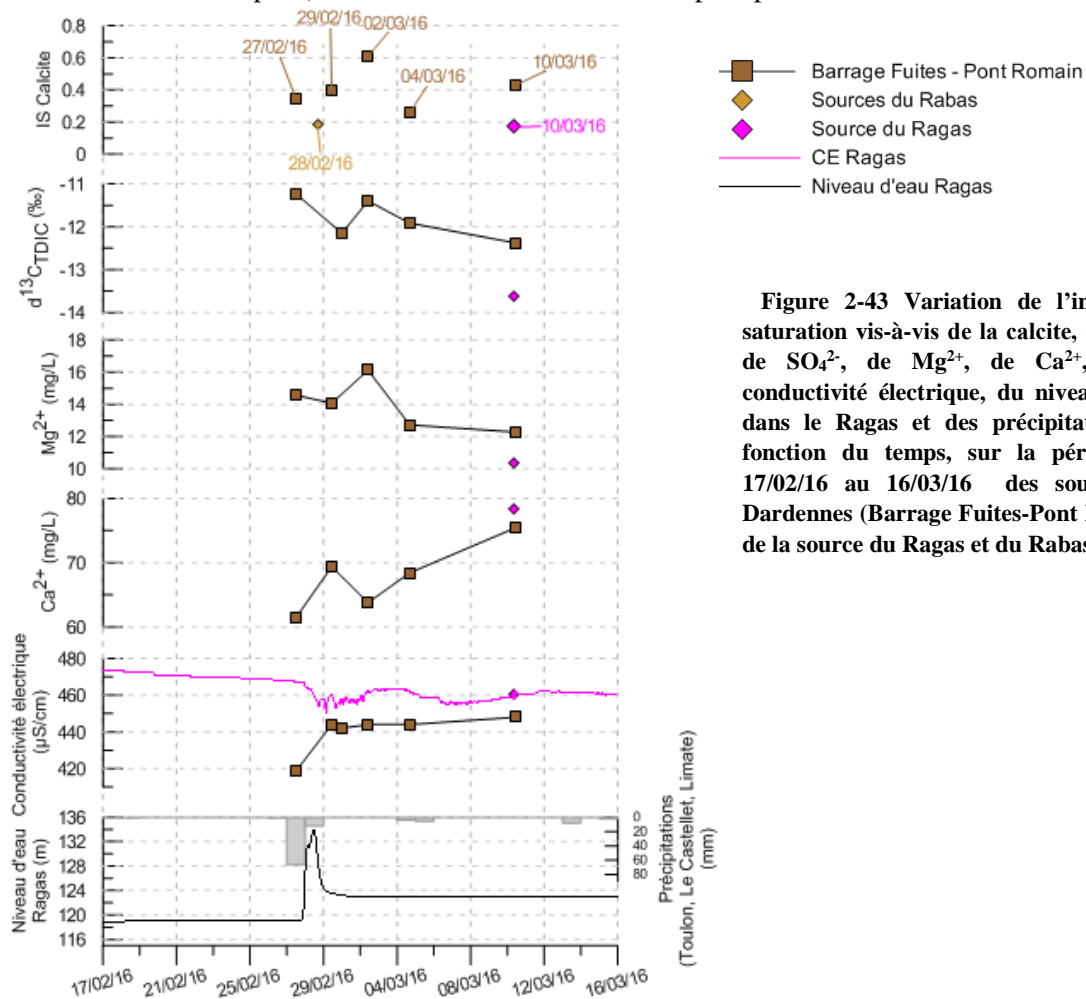 0.8
0.6
0.4
0.2
0
IS Calcite
27/02/16
29/02/16
02/03/16
04/03/16
10/03/16
28/02/16
10/03/16
Barrage Fuites - Pont Romain
Sources du Rabas
Source du Ragas
CE Ragas
Niveau d'eau Ragas
-11
-12
-13
-14
d13CTDIC (‰)
Figure 2-43 Variation de l'in
saturation vis-à-vis de la calcite,
de SO₄²⁻, de Mg²⁺, de Ca²⁺,
conductivité électrique, du nivea
dans le Ragas et des précipitat
fonction du temps, sur la pér
17/02/16 au 16/03/16 des sou
Dardennes (Barrage Fuites-Pont
de la source du Ragas et du Rabas
18
16
14
12
10
Mg²⁺ (mg/L)
80
70
60
Ca²⁺ (mg/L)
480
460
440
420
Conductivité électrique
(µS/cm)
136
132
128
124
120
116
Niveau d'eau
Ragas (m)
0
20
40
60
80
Précipitations
(Toulon, Le Castellet, Limate)
(mm)
17/02/16
21/02/16
25/02/16
29/02/16
04/03/16
08/03/16
12/03/16
16/03/16